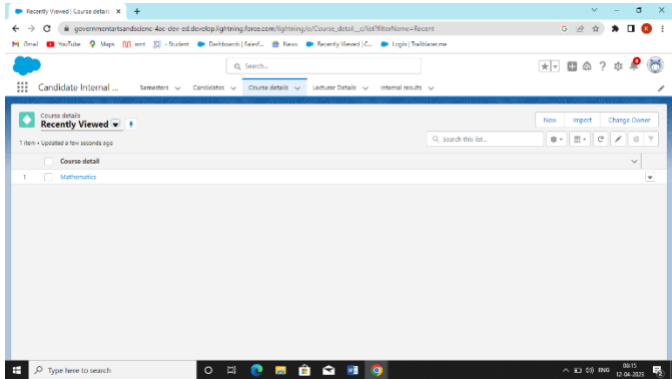 Recently Viewed | Course details
governmentartsandscienc-4ac-dev-ed.develop.lightning.force.com/lightning/o/Course_detail__c/list?filterName=Recent
Gmail YouTube Maps - Student Dashboards | Salesf... News Recently Viewed | C... Login | Trailblazer.me
Search...
Candidate Internal ... Semesters Candidates Course details Lecturer Details Internal results
Course details
Recently Viewed
New Import Change Owner
1 item • Updated a few seconds ago
Search this list...
Course detail
1 Mathematics
Type here to search
ENG
06:15
12-04-2023